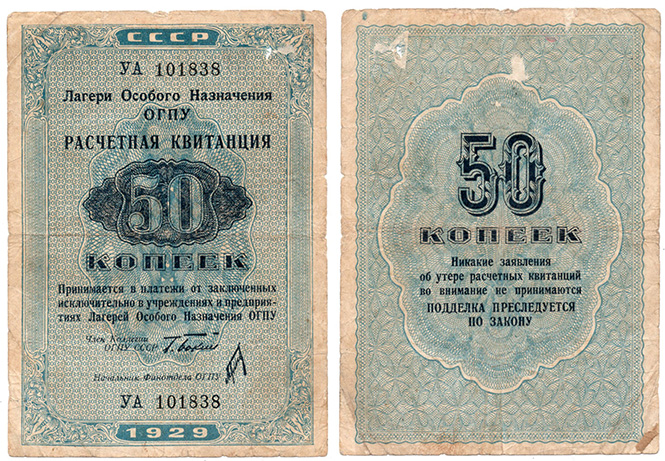 СССР
УА 101838
Лагери Особого Назначения
ОГПУ
РАСЧЕТНАЯ КВИТАНЦИЯ
50
КОПЕЕК
Принимается в платежи от заключенных
исключительно в учреждениях и предприя-
тиях Лагерей Особого Назначения ОГПУ
Член Коллегии
ОГПУ СССР
Начальник Финотдела ОГПУ
УА 101838
1929
50
КОПЕЕК
Никакие заявления
об утере расчетных квитанций
во внимание не принимаются
ПОДДЕЛКА ПРЕСЛЕДУЕТСЯ
ПО ЗАКОНУ